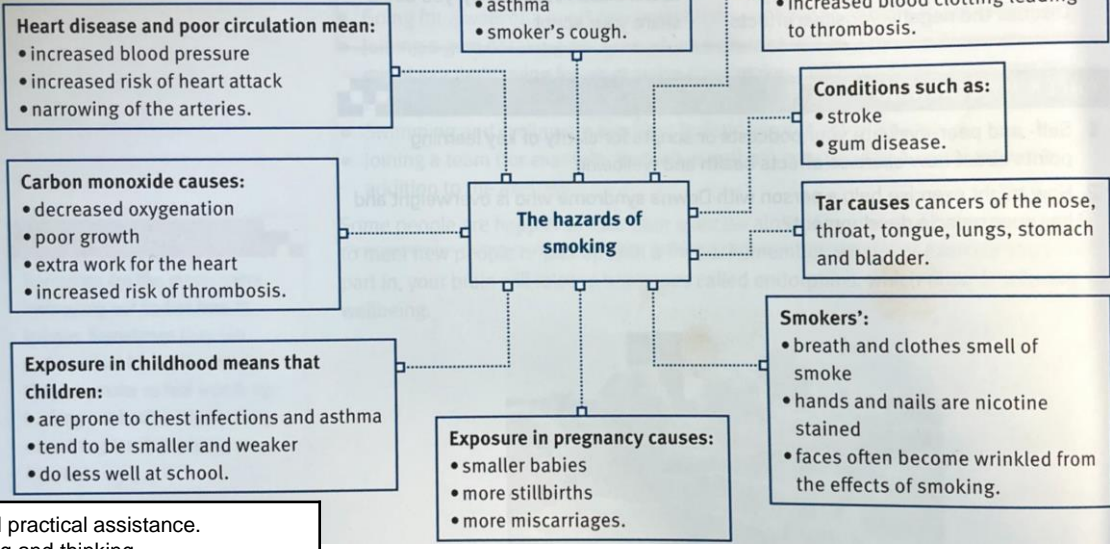 • asthma
• smoker's cough.
• increased blood clotting leading
to thrombosis.
Heart disease and poor circulation mean:
• increased blood pressure
• increased risk of heart attack
• narrowing of the arteries.
Conditions such as:
• stroke
• gum disease.
Carbon monoxide causes:
• decreased oxygenation
• poor growth
• extra work for the heart
• increased risk of thrombosis.
The hazards of
smoking
Tar causes cancers of the nose,
throat, tongue, lungs, stomach
and bladder.
Exposure in childhood means that
children:
• are prone to chest infections and asthma
• tend to be smaller and weaker
• do less well at school.
Exposure in pregnancy causes:
• smaller babies
• more stillbirths
• more miscarriages.
Smokers':
• breath and clothes smell of
smoke
• hands and nails are nicotine
stained
• faces often become wrinkled from
the effects of smoking.
practical assistance.
and thinking